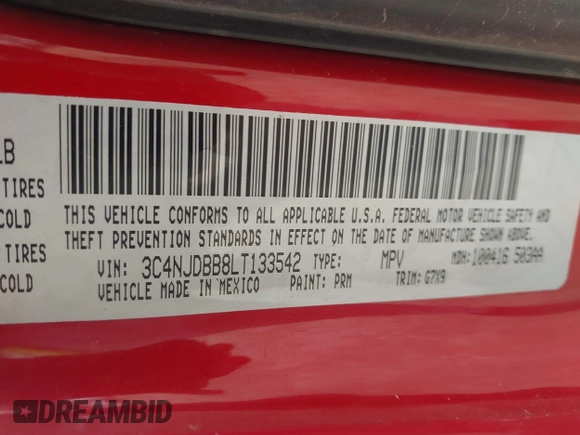 LB
TIRES
COLD
TIRES
COLD
THIS VEHICLE CONFORMS TO ALL APPLICABLE U.S.A. FEDERAL MOTOR VEHICLE SAFETY AND
THEFT PREVENTION STANDARDS IN EFFECT ON THE DATE OF MANUFACTURE SHOWN ABOVE.
VIN: 3C4NJDBB8LT133542 TYPE: MPV MDH:100416 503AA
VEHICLE MADE IN MEXICO PAINT: PRM TRIM: G7X9
DREAMBID